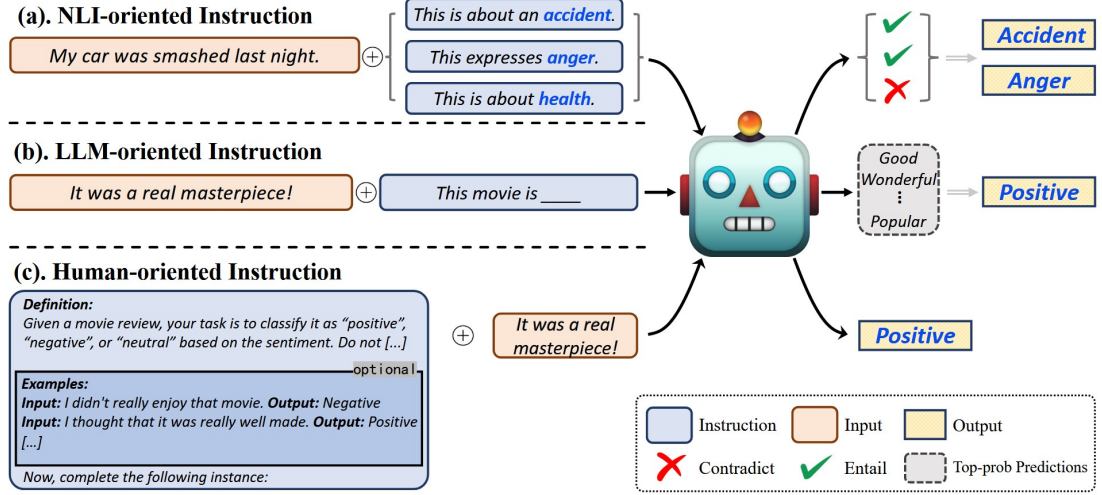 (a). NLI-oriented Instruction
My car was smashed last night.
This is about an accident.
This expresses anger.
This is about health.
Accident
Anger
(b). LLM-oriented Instruction
It was a real masterpiece!
This movie is ____
Good
Wonderful
Popular
Positive
(c). Human-oriented Instruction
Definition:
Given a movie review, your task is to classify it as “positive”,
“negative”, or “neutral” based on the sentiment. Do not [...]
optional
Examples:
Input: I didn't really enjoy that movie. Output: Negative
Input: I thought that it was really well made. Output: Positive
[...]
Now, complete the following instance:
It was a real
masterpiece!
Positive
Instruction
Input
Output
Contradict
Entail
Top-prob Predictions